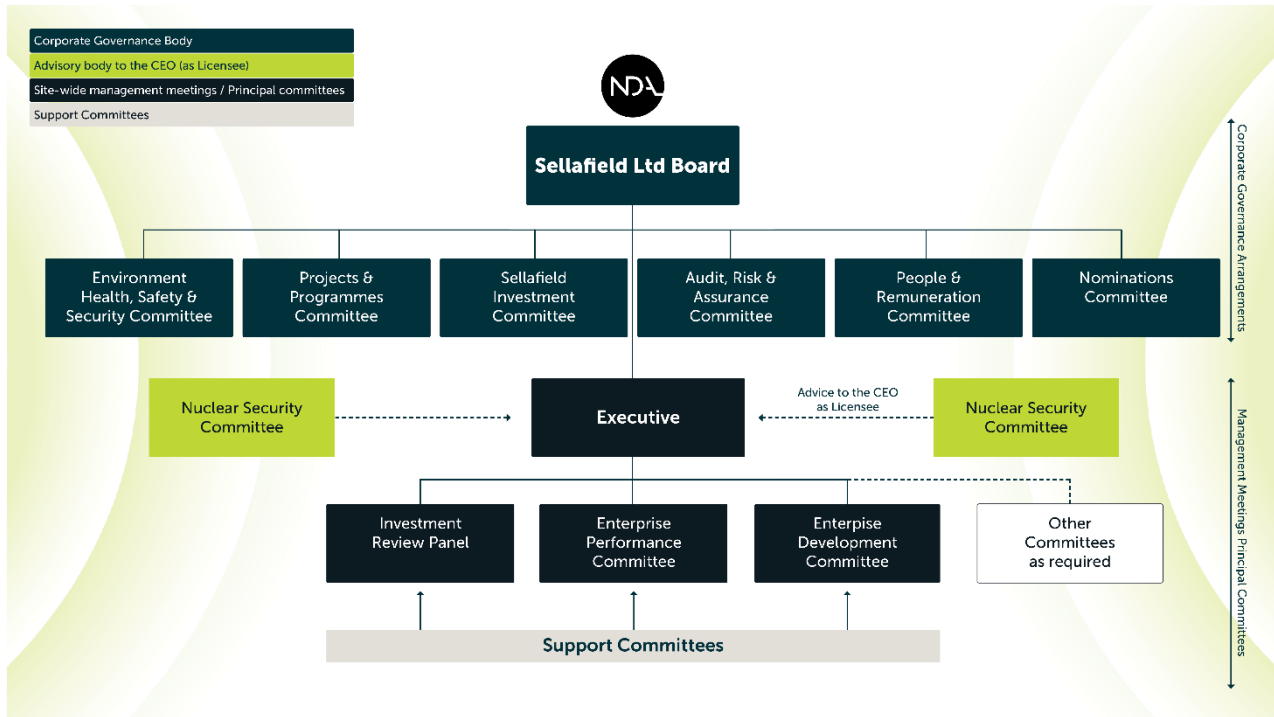 Corporate Governance Body
Advisory body to the CEO (as Licensee)
Site-wide management meetings / Principal committees
Support Committees
NDA
Sellafield Ltd Board
Environment
Health, Safety &
Security Committee
Projects &
Programmes
Committee
Sellafield
Investment
Committee
Audit, Risk &
Assurance
Committee
People &
Remuneration
Committee
Nominations
Committee
Corporate Governance Arrangements
Nuclear Security
Committee
Executive
Advice to the CEO
as Licensee
Nuclear Security
Committee
Investment
Review Panel
Enterprise
Performance
Committee
Enterpise
Development
Committee
Other
Committees
as required
Management Meetings Principal Committees
Support Committees